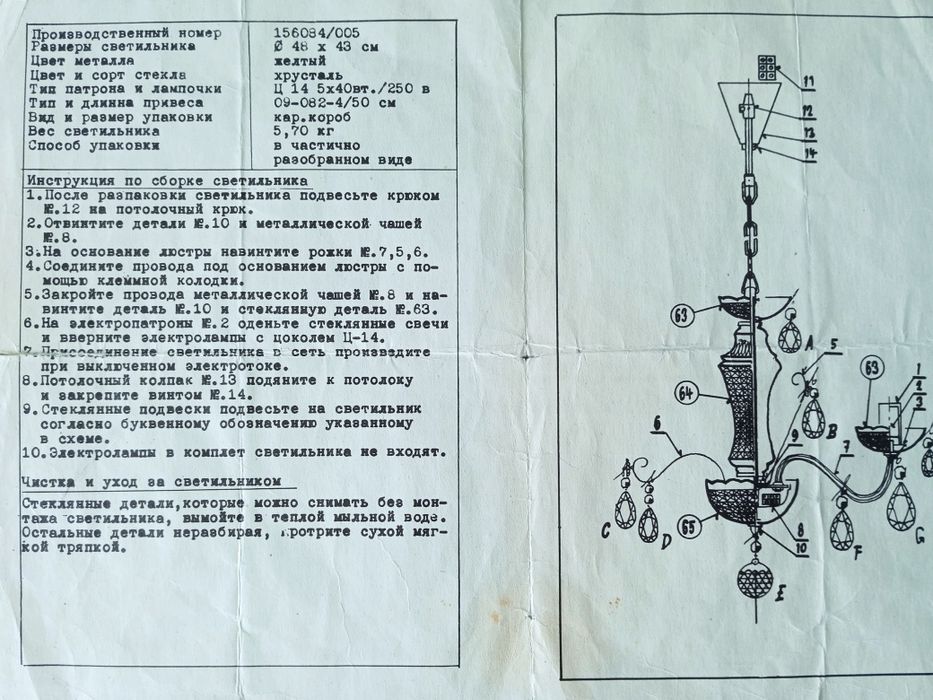 Производственный номер 156084/005
Размеры светильника Ø 48 х 43 см
Цвет металла желтый
Цвет и сорт стекла хрусталь
Тип патрона и лампочки Ц 14 5х40вт./250 в
Тип и длинна привеса 09-082-4/50 см
Вид и размер упаковки кар.короб
Вес светильника 5,70 кг
Способ упаковки в частично
разобранном виде
Инструкция по сборке светильника
1.После разпаковки светильника подвесьте крюком
№.12 на потолочный крюк.
2.Отвинтите детали №.10 и металлической чашей
№.8.
3.На основание люстры навинтите рожки №.7,5,6.
4.Соедините провода под основанием люстры с по-
мощью клеммной колодки.
5.Закройте провода металлической чашей №.8 и на-
винтите деталь №.10 и стеклянную деталь №.63.
6.На электропатроны №.2 оденьте стеклянные свечи
и вверните электролампы с цоколем Ц-14.
7.Присоединение светильника в сеть произведите
при выключенном электротоке.
8.Потолочный колпак №.13 подяните к потолоку
и закрепите винтом №.14.
9.Стеклянные подвески подвесьте на светильник
согласно буквенному обозначению указанному
в схеме.
10.Электролампы в комплет светильника не входят.
Чистка и уход за светильником
Стеклянные детали,которые можно снимать без мон-
тажа светильника, вымойте в теплой мыльной воде.
Остальные детали неразбирая, протрите сухой мяг-
кой тряпкой.
11
12
13
14
63
A
5
63
1
2
3
64
B
6
9
7
C
D
65
8
10
F
G
E